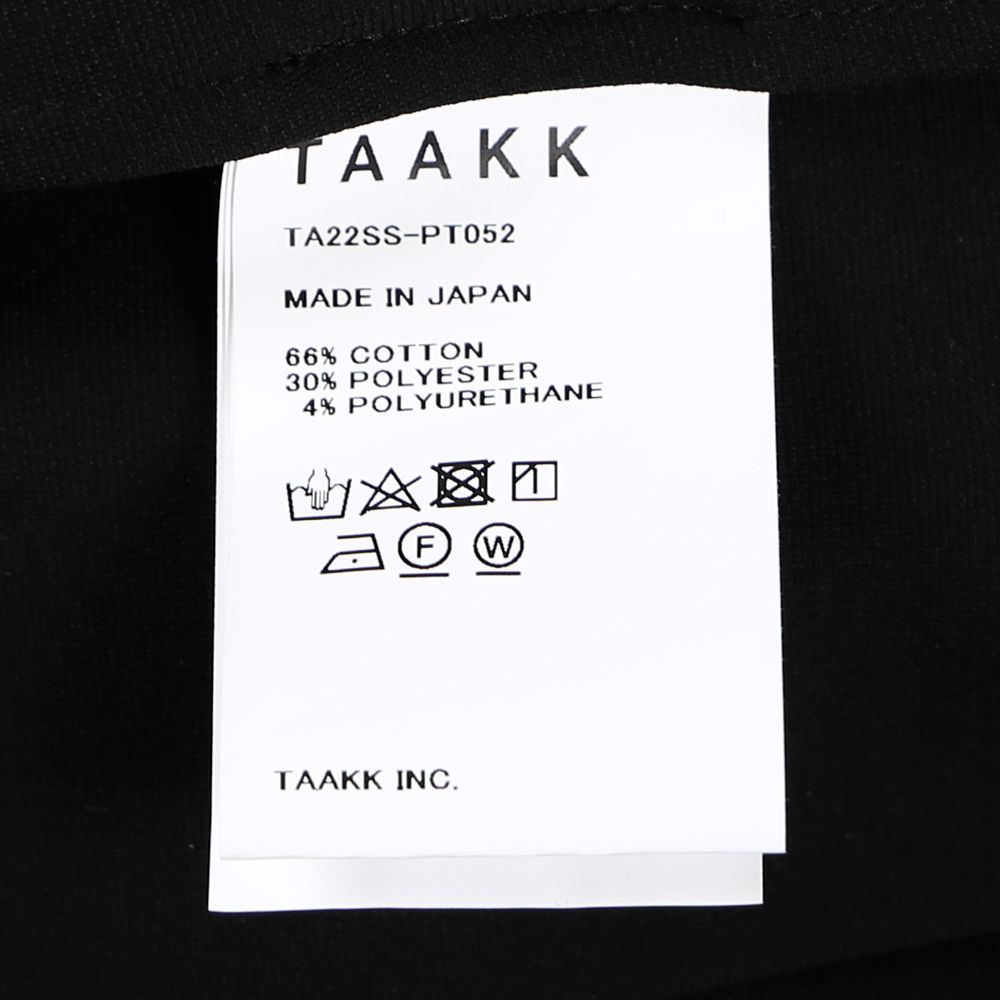 TAAKK
TA22SS-PT052
MADE IN JAPAN
66% COTTON
30% POLYESTER
4% POLYURETHANE
F W
TAAKK INC.